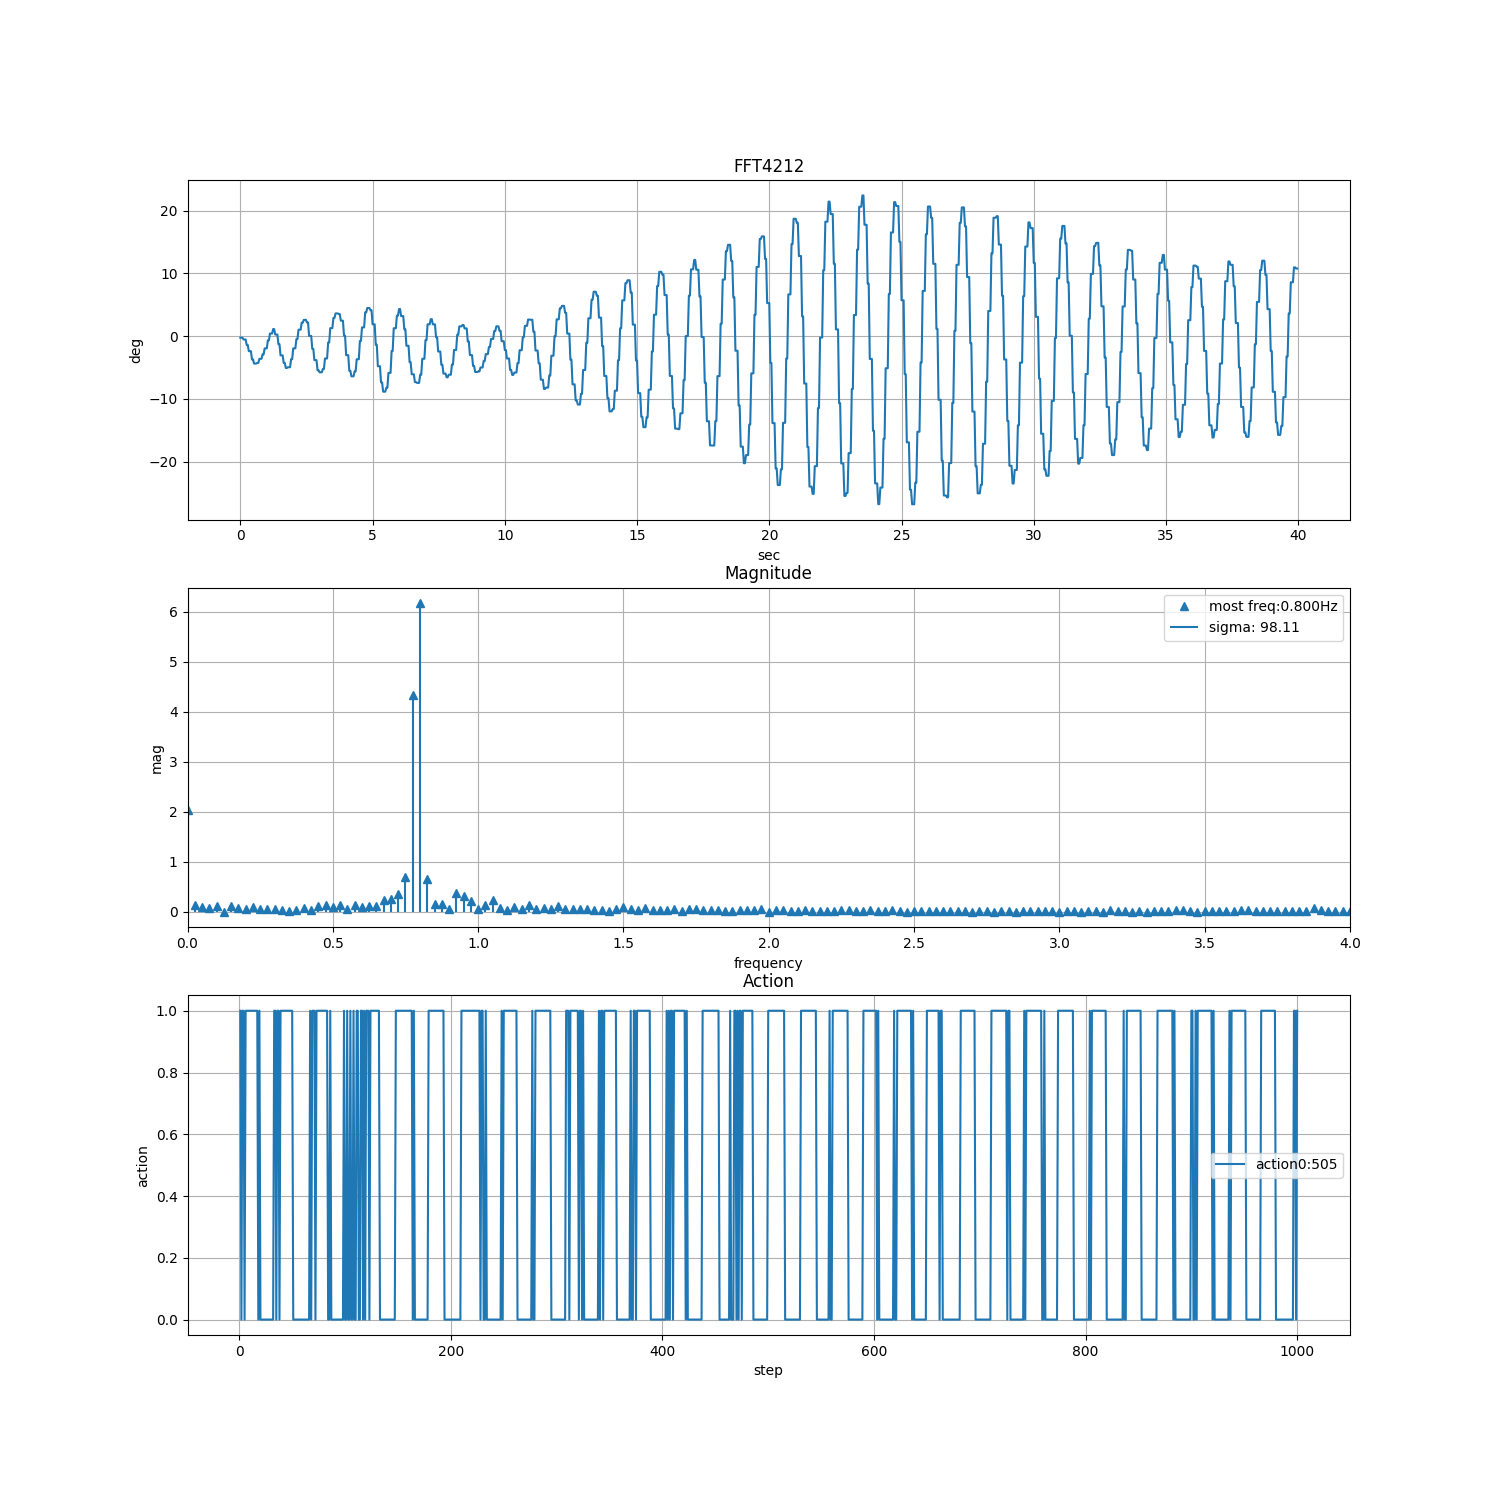 FFT4212
20
10
0
−10
−20
deg
0 5 10 15 20 25 30 35 40
sec
Magnitude
most freq:0.800Hz
sigma: 98.11
6
5
4
3
2
1
0
mag
0.0 0.5 1.0 1.5 2.0 2.5 3.0 3.5 4.0
frequency
Action
1.0
0.8
0.6
0.4
0.2
0.0
action
action0:505
0 200 400 600 800 1000
step